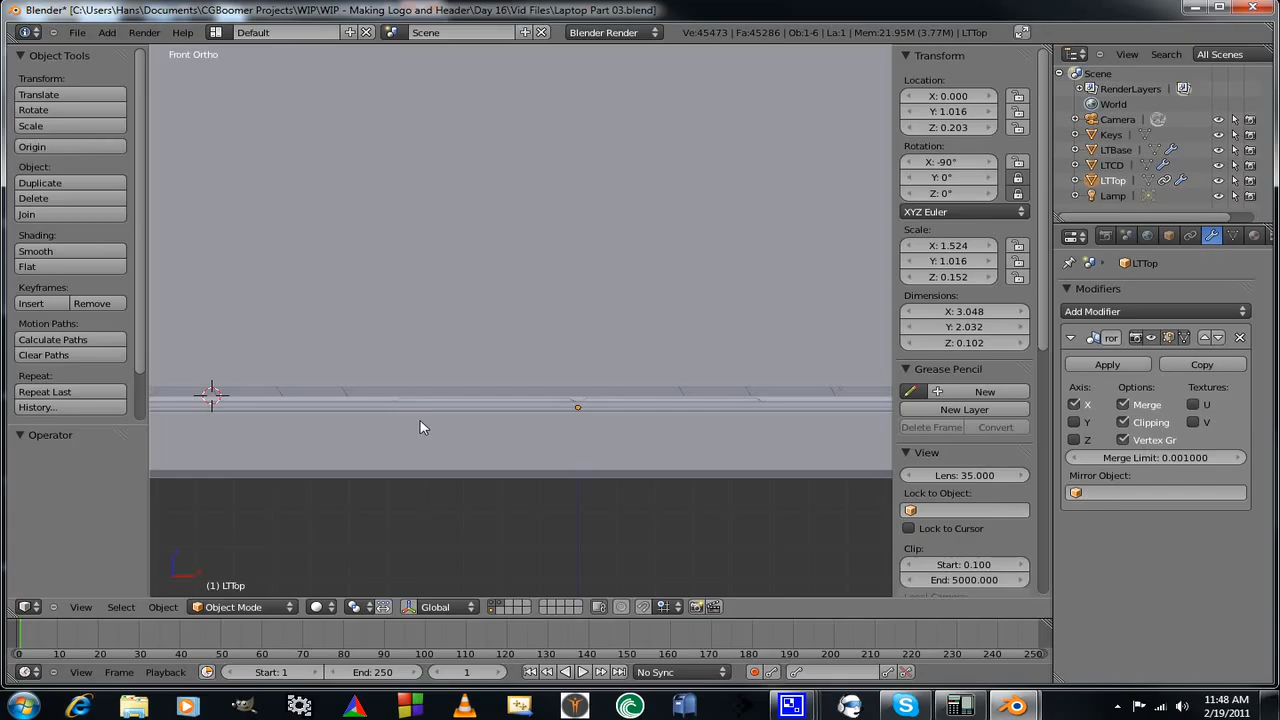 Blender* [C:\Users\Hans\Documents\CGBoomer Projects\WIP\WIP - Making Logo and Header\Day 16\Vid Files\Laptop Part 03.blend]
File Add Render Help Default Scene Blender Render Ve:45473 | Fa:45286 | Ob:1-6 | La:1 | Mem:21.95M (3.77M) | LTTop
Object Tools
Transform:
Translate
Rotate
Scale
Origin
Object:
Duplicate
Delete
Join
Shading:
Smooth
Flat
Keyframes:
Insert Remove
Motion Paths:
Calculate Paths
Clear Paths
Repeat:
Repeat Last
History...
Operator
Front Ortho
(1) LTTop
Transform
Location:
X: 0.000
Y: 1.016
Z: 0.203
Rotation:
X: -90°
Y: 0°
Z: 0°
XYZ Euler
Scale:
X: 1.524
Y: 1.016
Z: 0.152
Dimensions:
X: 3.048
Y: 2.032
Z: 0.102
Grease Pencil
New
New Layer
Delete Frame Convert
View
Lens: 35.000
Lock to Object:
Lock to Cursor
Clip:
Start: 0.100
End: 5000.000
View Search All Scenes
Scene
RenderLayers
World
Camera
Keys
LTBase
LTCD
LTTop
Lamp
LTTop
Modifiers
Add Modifier
ror
Apply Copy
Axis: Options: Textures:
X Merge U
Y Clipping V
Z Vertex Gr
Merge Limit: 0.001000
Mirror Object:
View Select Object Object Mode Global
0 10 20 30 40 50 60 70 80 90 100 110 120 130 140 150 160 170 180 190 200 210 220 230 240 250
View Frame Playback Start: 1 End: 250 1 No Sync
11:48 AM
2/19/2011